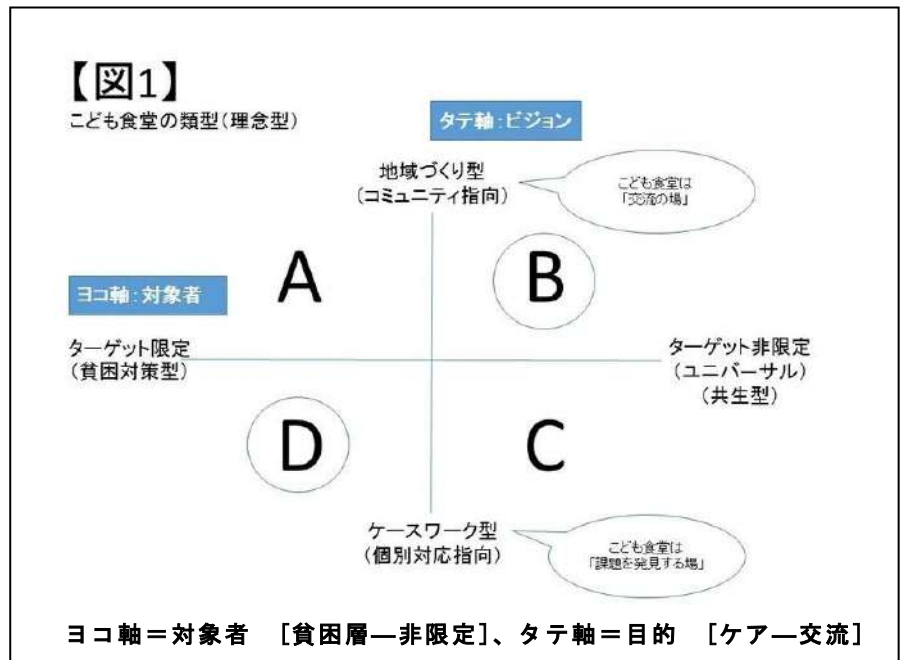 【図1】
こども食堂の類型(理念型)
タテ軸:ビジョン
地域づくり型
(コミュニティ指向)
こども食堂は
「交流の場」
A
B
ヨコ軸:対象者
ターゲット限定
(貧困対策型)
ターゲット非限定
(ユニバーサル)
(共生型)
D
C
ケースワーク型
(個別対応指向)
こども食堂は
「課題を発見する場」
ヨコ軸=対象者 [貧困層―非限定]、タテ軸=目的 [ケア―交流]